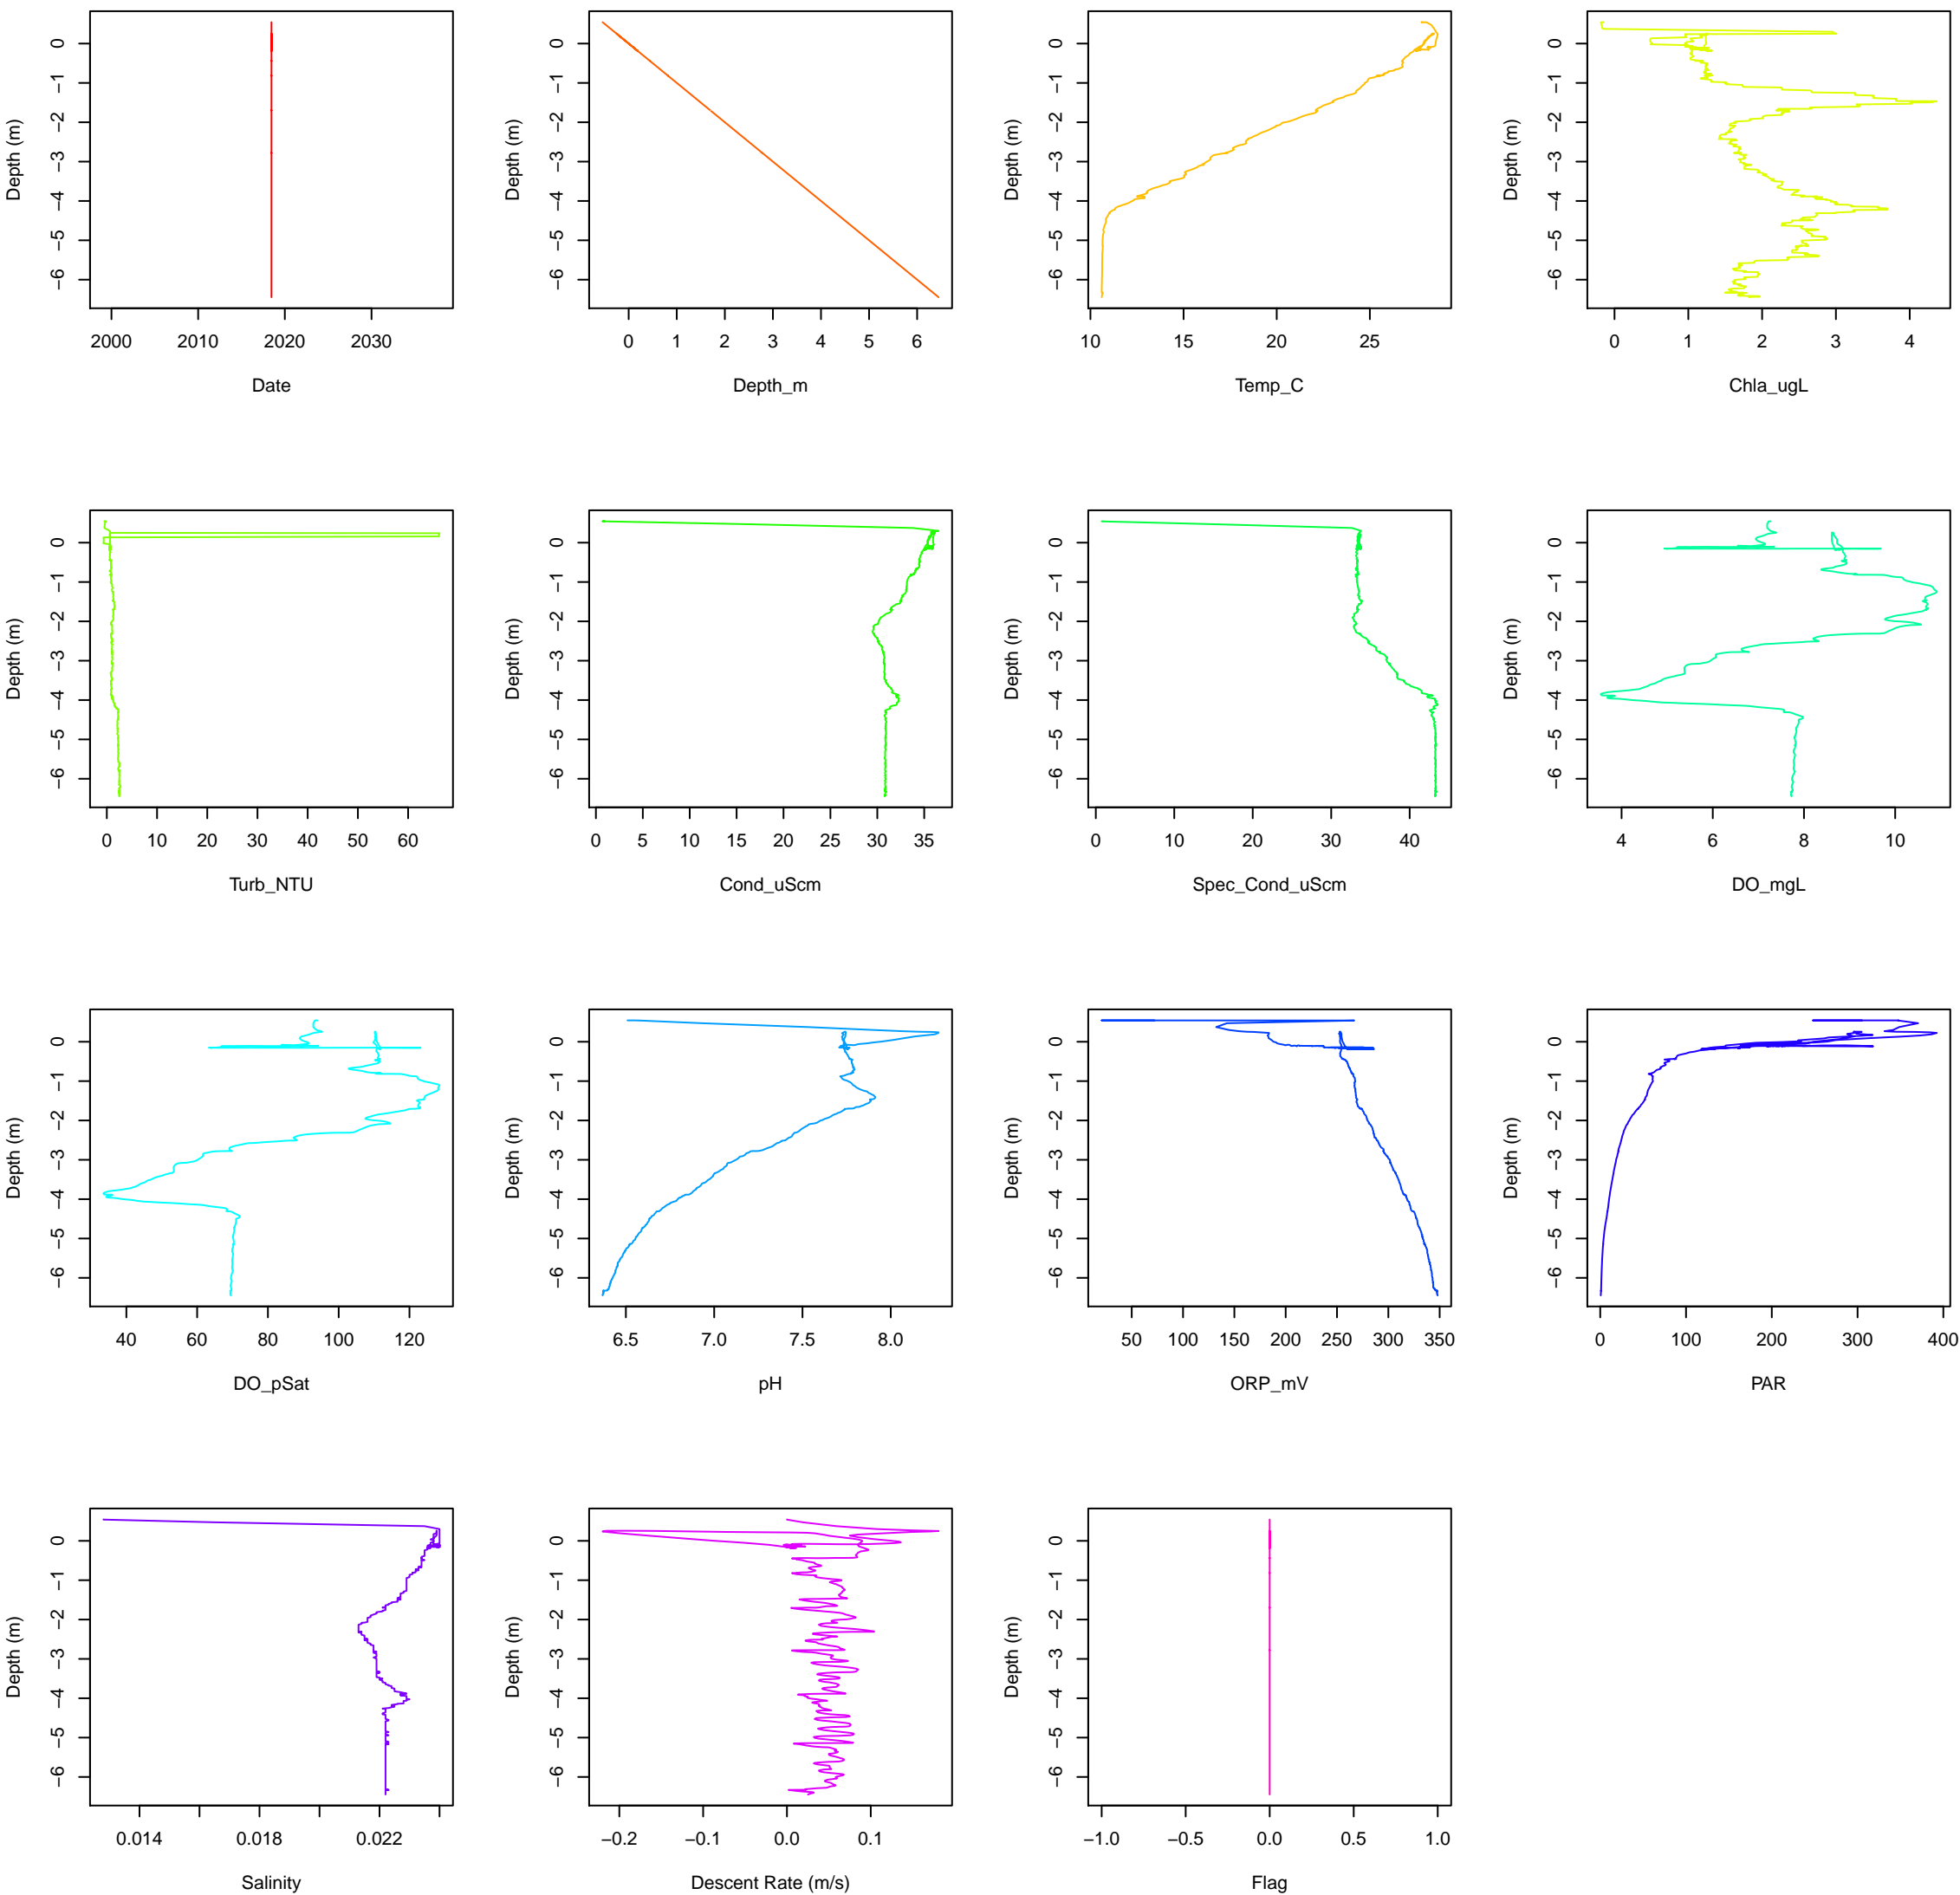 Depth (m)
0
−1
−2
−3
−4
−5
−6
2000 2010 2020 2030
Date
Depth (m)
0
−1
−2
−3
−4
−5
−6
0 1 2 3 4 5 6
Depth_m
Depth (m)
0
−1
−2
−3
−4
−5
−6
10 15 20 25
Temp_C
Depth (m)
0
−1
−2
−3
−4
−5
−6
0 1 2 3 4
Chla_ugL
Depth (m)
0
−1
−2
−3
−4
−5
−6
0 10 20 30 40 50 60
Turb_NTU
Depth (m)
0
−1
−2
−3
−4
−5
−6
0 5 10 15 20 25 30 35
Cond_uScm
Depth (m)
0
−1
−2
−3
−4
−5
−6
0 10 20 30 40
Spec_Cond_uScm
Depth (m)
0
−1
−2
−3
−4
−5
−6
4 6 8 10
DO_mgL
Depth (m)
0
−1
−2
−3
−4
−5
−6
40 60 80 100 120
DO_pSat
Depth (m)
0
−1
−2
−3
−4
−5
−6
6.5 7.0 7.5 8.0
pH
Depth (m)
0
−1
−2
−3
−4
−5
−6
50 100 150 200 250 300 350
ORP_mV
Depth (m)
0
−1
−2
−3
−4
−5
−6
0 100 200 300 400
PAR
Depth (m)
0
−1
−2
−3
−4
−5
−6
0.014 0.018 0.022
Salinity
Depth (m)
0
−1
−2
−3
−4
−5
−6
−0.2 −0.1 0.0 0.1
Descent Rate (m/s)
Depth (m)
0
−1
−2
−3
−4
−5
−6
−1.0 −0.5 0.0 0.5 1.0
Flag